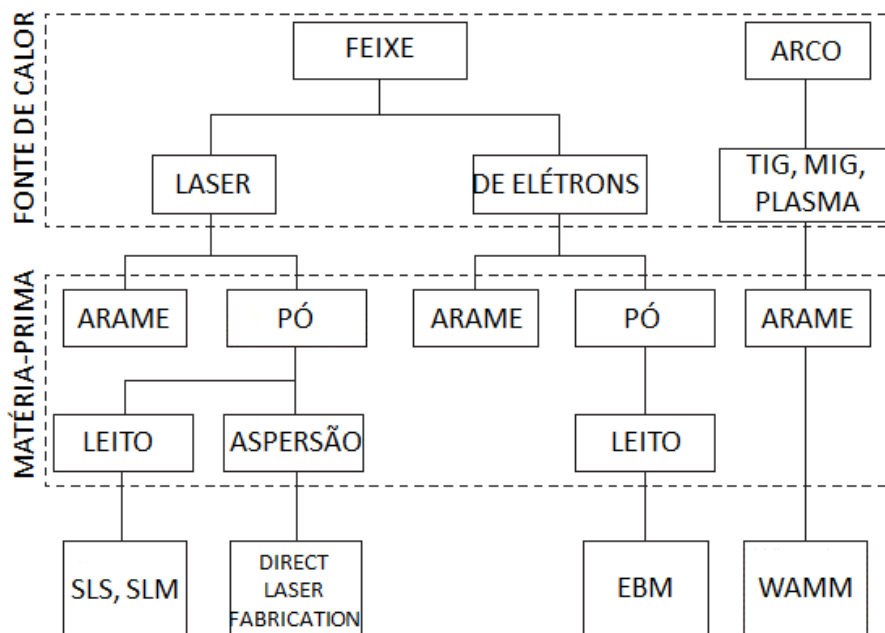 FONTE DE CALOR
FEIXE
ARCO
LASER
DE ELÉTRONS
TIG, MIG,
PLASMA
MATÉRIA-PRIMA
ARAME
PÓ
ARAME
PÓ
ARAME
LEITO
ASPERSÃO
LEITO
SLS, SLM
DIRECT
LASER
FABRICATION
EBM
WAMM